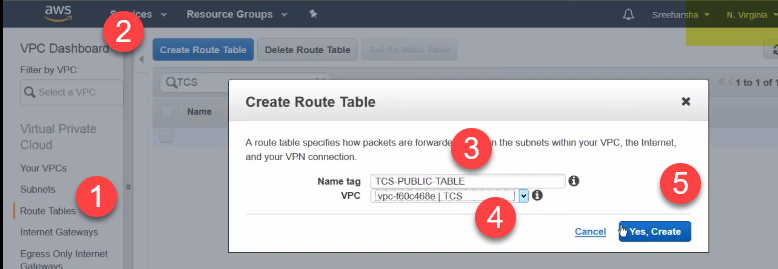 aws
Services
Resource Groups
Sreeharsha
N. Virginia
2
VPC Dashboard
Create Route Table
Delete Route Table
Set As Main Table
Filter by VPC:
TCS
Select a VPC
1 to 1 of 1
Name
Create Route Table
Virtual Private
Cloud
A route table specifies how packets are forwarded the subnets within your VPC, the Internet,
and your VPN connection.
3
Your VPCs
Name tag
TCS-PUBLIC-TABLE
5
Subnets
1
VPC
vpc-f60c468e | TCS
4
Route Tables
Internet Gateways
Cancel
Yes, Create
Egress Only Internet
Gateways